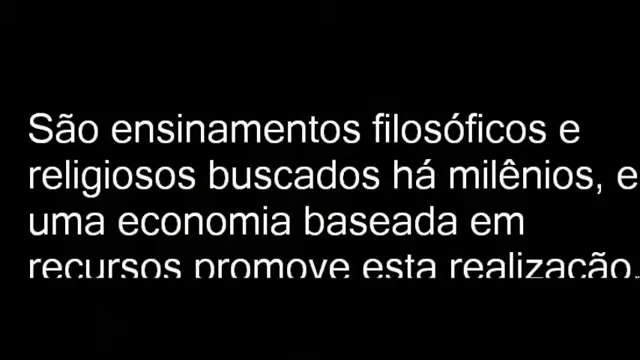 São ensinamentos filosóficos e
religiosos buscados há milênios, e
uma economia baseada em
recursos promove esta realização.